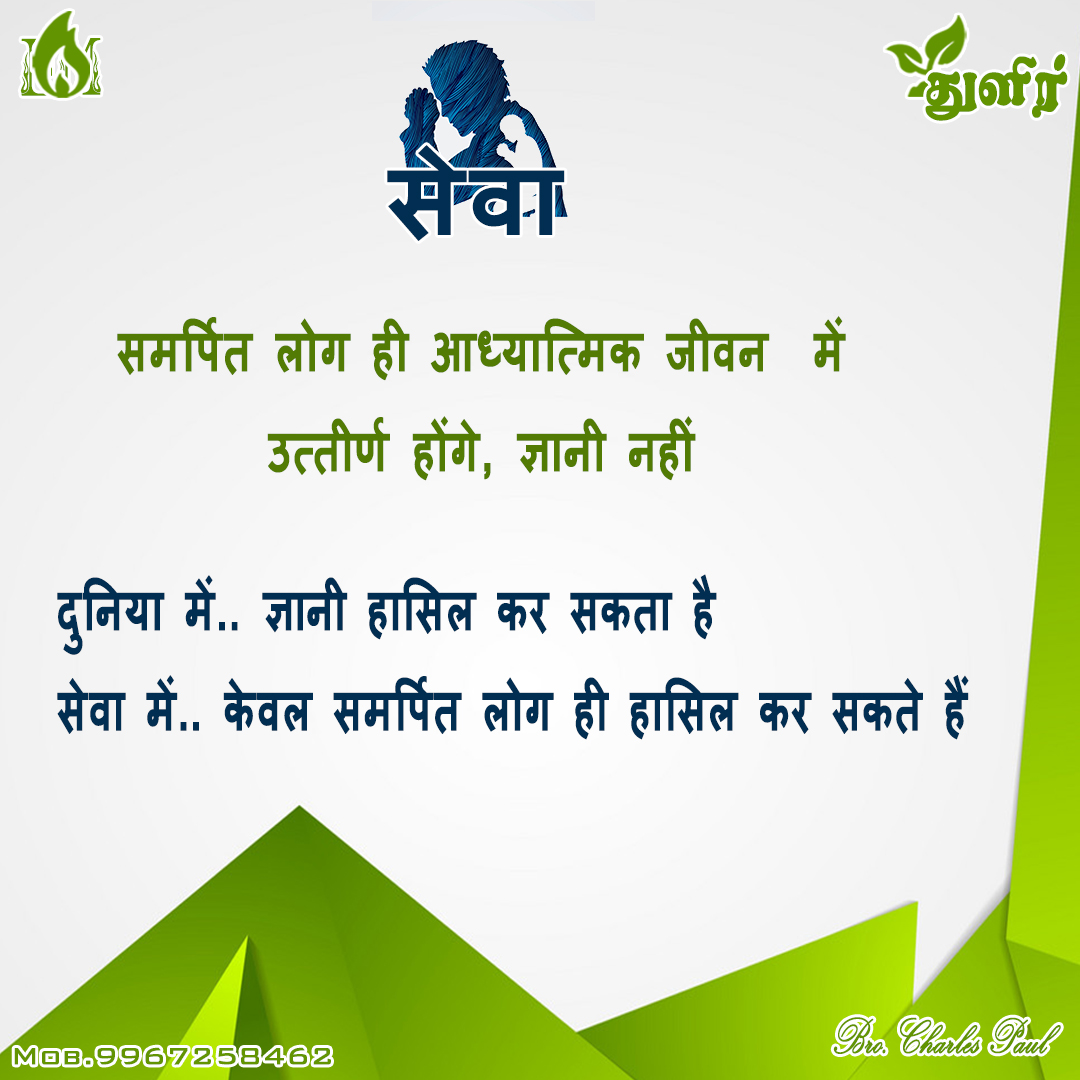 துளிர்
सेवा
समर्पित लोग ही आध्यात्मिक जीवन में
उत्तीर्ण होंगे, ज्ञानी नहीं
दुनिया में.. ज्ञानी हासिल कर सकता है
सेवा में.. केवल समर्पित लोग ही हासिल कर सकते हैं
Mob.9967258462
Bro. Charles Paul